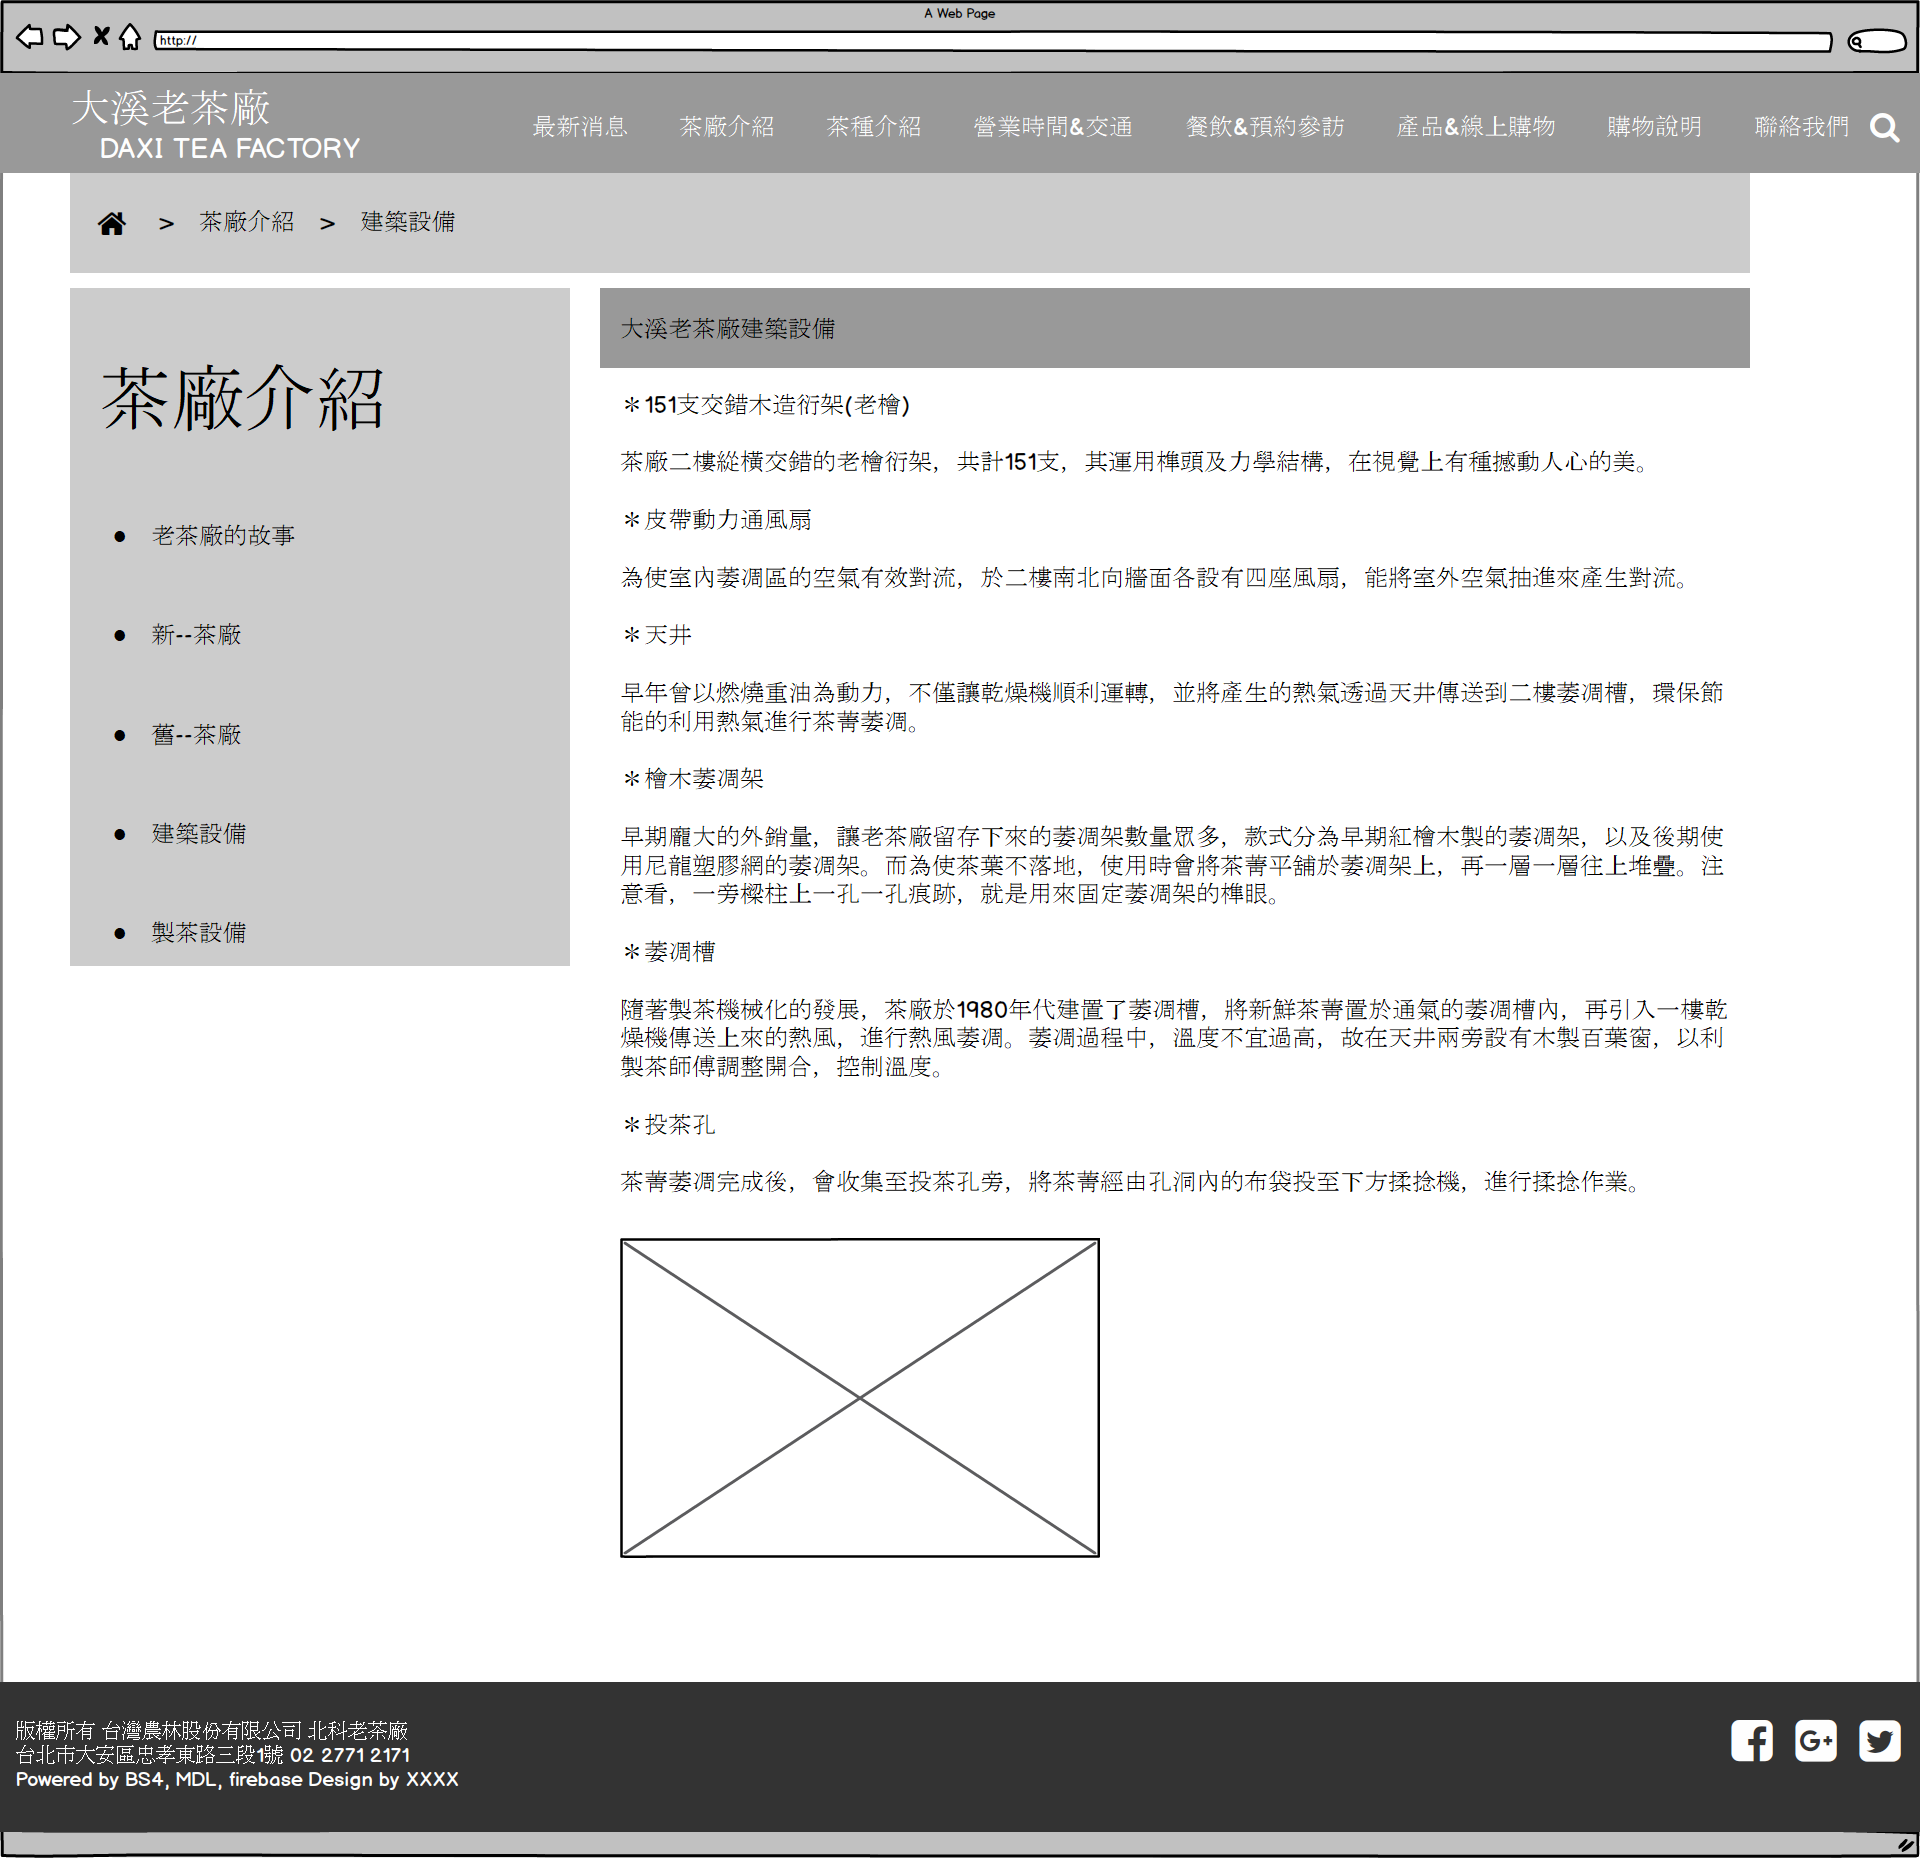 A Web Page
http://
大溪老茶廠
DAXI TEA FACTORY
最新消息 茶廠介紹 茶種介紹 營業時間&交通 餐飲&預約參訪 產品&線上購物 購物說明 聯絡我們
> 茶廠介紹 > 建築設備
茶廠介紹
● 老茶廠的故事
● 新--茶廠
● 舊--茶廠
● 建築設備
● 製茶設備
大溪老茶廠建築設備
＊151支交錯木造衍架(老檜)
茶廠二樓縱橫交錯的老檜衍架，共計151支，其運用榫頭及力學結構，在視覺上有種撼動人心的美。
＊皮帶動力通風扇
為使室內萎凋區的空氣有效對流，於二樓南北向牆面各設有四座風扇，能將室外空氣抽進來產生對流。
＊天井
早年曾以燃燒重油為動力，不僅讓乾燥機順利運轉，並將產生的熱氣透過天井傳送到二樓萎凋槽，環保節
能的利用熱氣進行茶菁萎凋。
＊檜木萎凋架
早期龐大的外銷量，讓老茶廠留存下來的萎凋架數量眾多，款式分為早期紅檜木製的萎凋架，以及後期使
用尼龍塑膠網的萎凋架。而為使茶葉不落地，使用時會將茶菁平舖於萎凋架上，再一層一層往上堆疊。注
意看，一旁樑柱上一孔一孔痕跡，就是用來固定萎凋架的榫眼。
＊萎凋槽
隨著製茶機械化的發展，茶廠於1980年代建置了萎凋槽，將新鮮茶菁置於通氣的萎凋槽內，再引入一樓乾
燥機傳送上來的熱風，進行熱風萎凋。萎凋過程中，溫度不宜過高，故在天井兩旁設有木製百葉窗，以利
製茶師傅調整開合，控制溫度。
＊投茶孔
茶菁萎凋完成後，會收集至投茶孔旁，將茶菁經由孔洞內的布袋投至下方揉捻機，進行揉捻作業。
版權所有 台灣農林股份有限公司 北科老茶廠
台北市大安區忠孝東路三段1號 02 2771 2171
Powered by BS4, MDL, firebase Design by XXXX